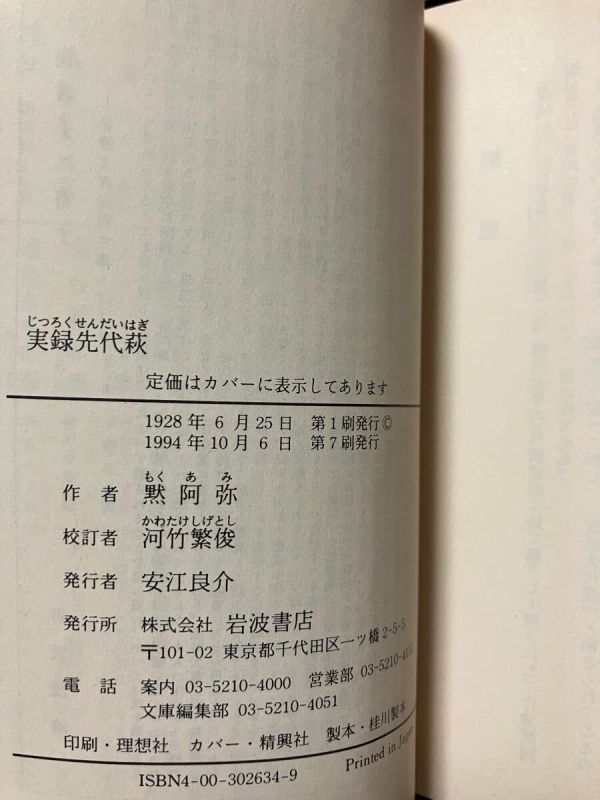 じつろくせんだいはぎ
実録先代萩
定価はカバーに表示してあります
1928年 6月25日 第1刷発行©
1994年10月 6日 第7刷発行
もく あ み
作者 黙阿弥
かわたけしげとし
校訂者 河竹繁俊
発行者 安江良介
発行所 株式会社 岩波書店
〒101-02 東京都千代田区一ツ橋2-5-5
電話 案内 03-5210-4000 営業部 03-5210-4111
文庫編集部 03-5210-4051
印刷・理想社 カバー・精興社 製本・桂川製本
ISBN4-00-302634-9 Printed in Japan